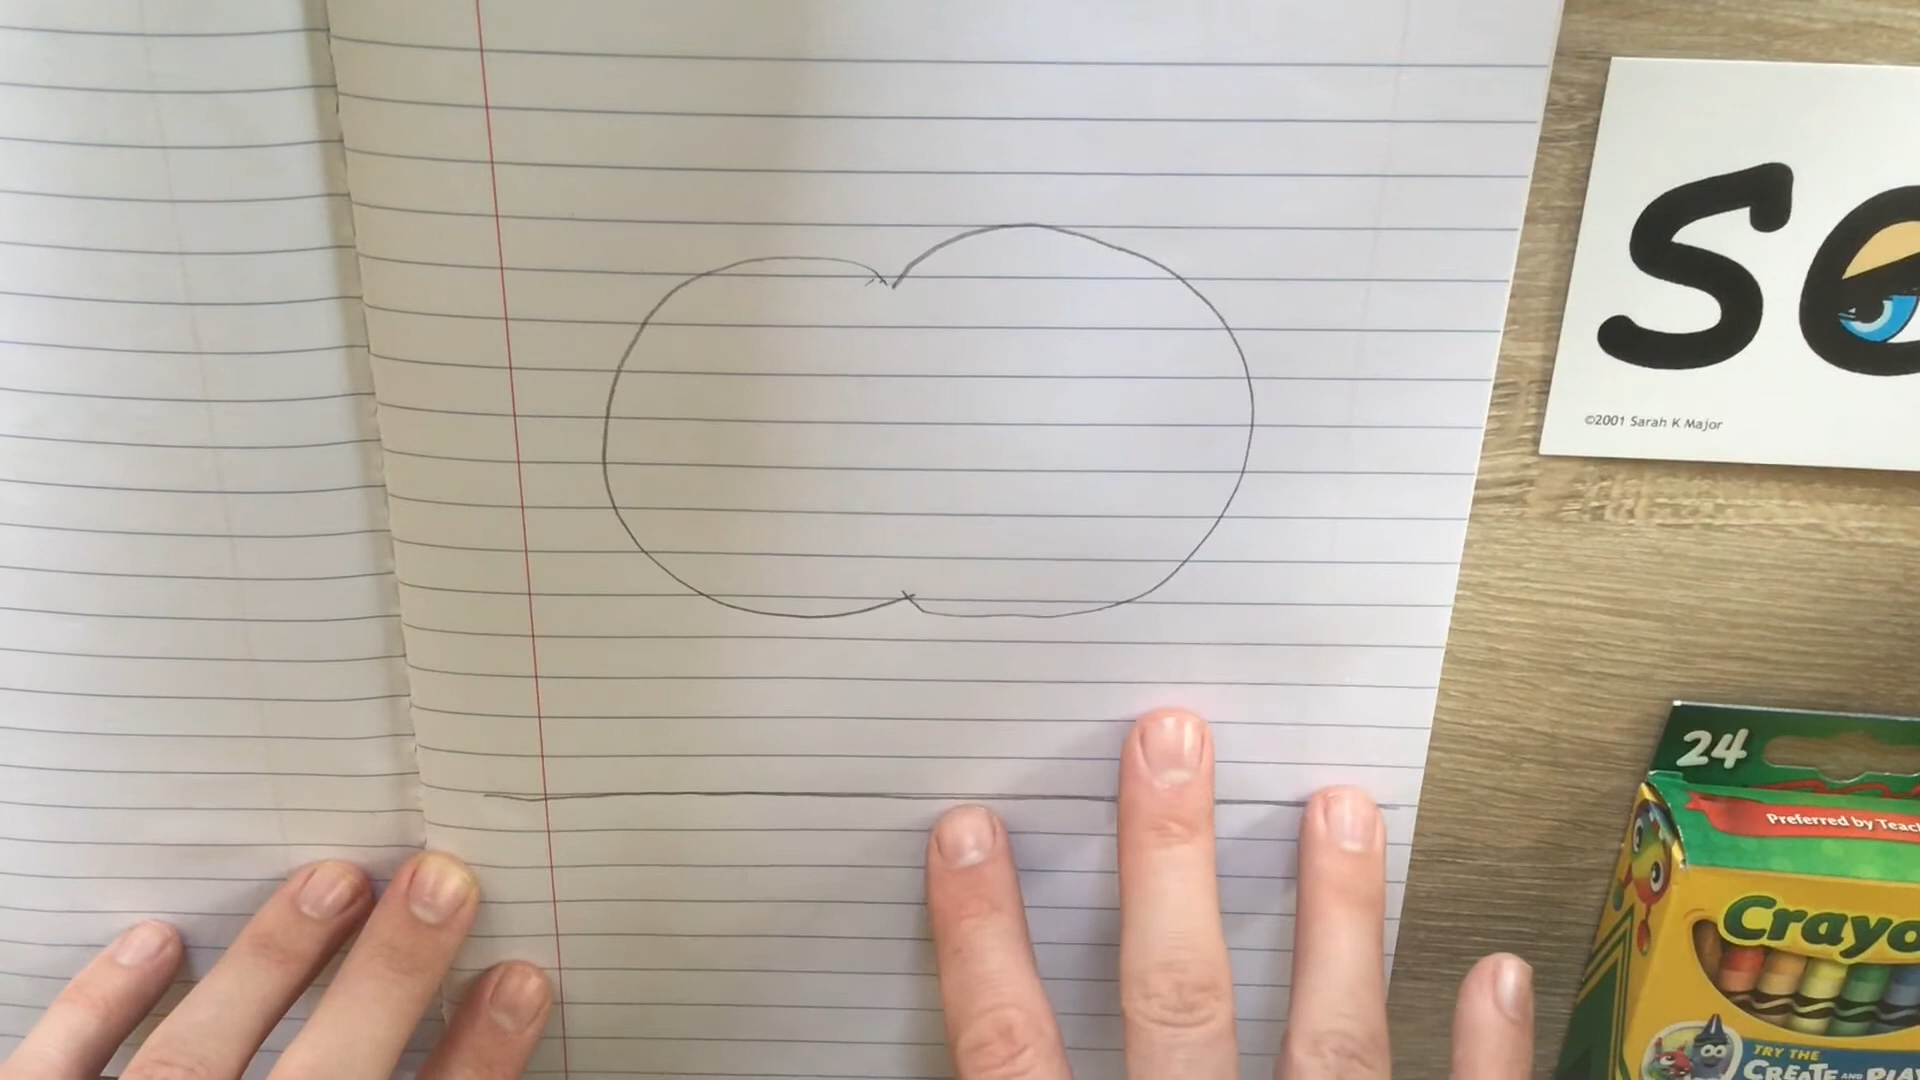 so
©2001 Sarah K Major
24
Preferred by Teac
Crayo
TRY THE
CREATE AND PLAY